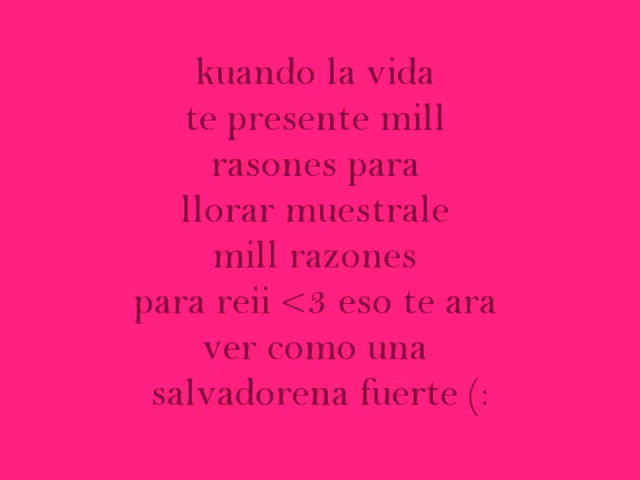 kuando la vida
te presente mill
rasones para
llorar muestrale
mill razones
para reii <3 eso te ara
ver como una
salvadorena fuerte (: